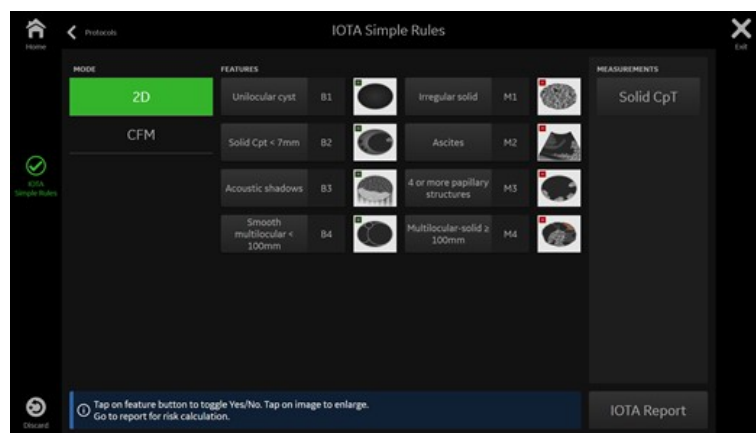 IOTA Simple Rules
Home
Protocols
Exit
MODE
FEATURES
MEASUREMENTS
2D
CFM
Unilocular cyst B1
Irregular solid M1
Solid Cpt < 7mm B2
Ascites M2
Acoustic shadows B3
4 or more papillary
structures M3
Smooth
multilocular <
100mm B4
Multilocular-solid ≥
100mm M4
Solid CpT
IOTA
Simple Rules
Tap on feature button to toggle Yes/No. Tap on image to enlarge.
Go to report for risk calculation.
IOTA Report
Discard